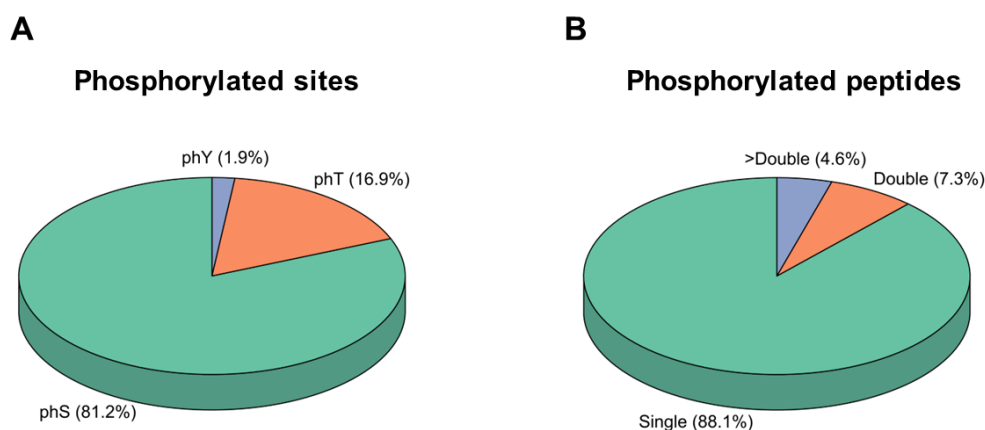 A
Phosphorylated sites
phY (1.9%)
phT (16.9%)
phS (81.2%)
B
Phosphorylated peptides
>Double (4.6%)
Double (7.3%)
Single (88.1%)